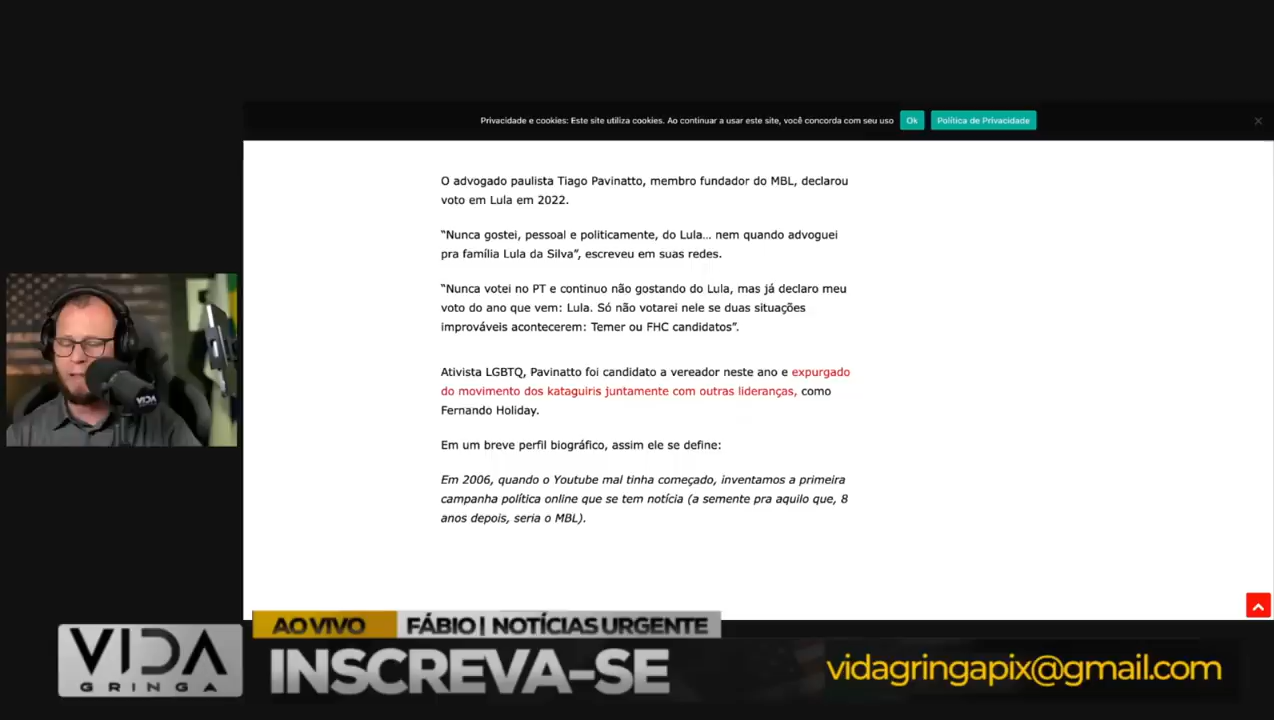 Privacidade e cookies: Este site utiliza cookies. Ao continuar a usar este site, você concorda com seu uso
Ok
Política de Privacidade
O advogado paulista Tiago Pavinatto, membro fundador do MBL, declarou
voto em Lula em 2022.
“Nunca gostei, pessoal e politicamente, do Lula… nem quando advoguei
pra família Lula da Silva”, escreveu em suas redes.
“Nunca votei no PT e continuo não gostando do Lula, mas já declaro meu
voto do ano que vem: Lula. Só não votarei nele se duas situações
improváveis acontecerem: Temer ou FHC candidatos”.
Ativista LGBTQ, Pavinatto foi candidato a vereador neste ano e expurgado
do movimento dos kataguiris juntamente com outras lideranças, como
Fernando Holiday.
Em um breve perfil biográfico, assim ele se define:
Em 2006, quando o Youtube mal tinha começado, inventamos a primeira
campanha política online que se tem notícia (a semente pra aquilo que, 8
anos depois, seria o MBL).
VIDA
AO VIVO
FÁBIO | NOTÍCIAS URGENTE
VIDA
GRINGA
INSCREVA-SE
vidagringapix@gmail.com